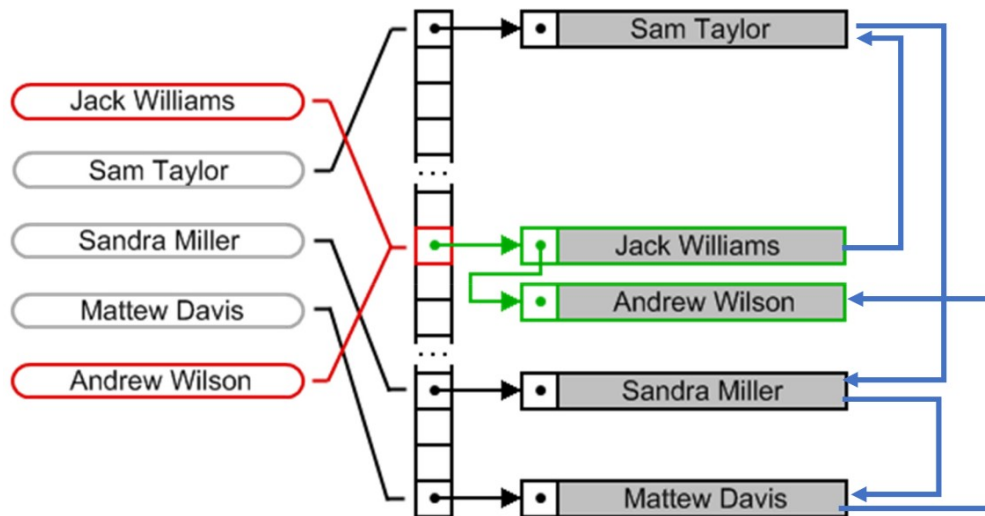 Jack Williams
Sam Taylor
Sandra Miller
Mattew Davis
Andrew Wilson
...
...
Sam Taylor
Jack Williams
Andrew Wilson
Sandra Miller
Mattew Davis